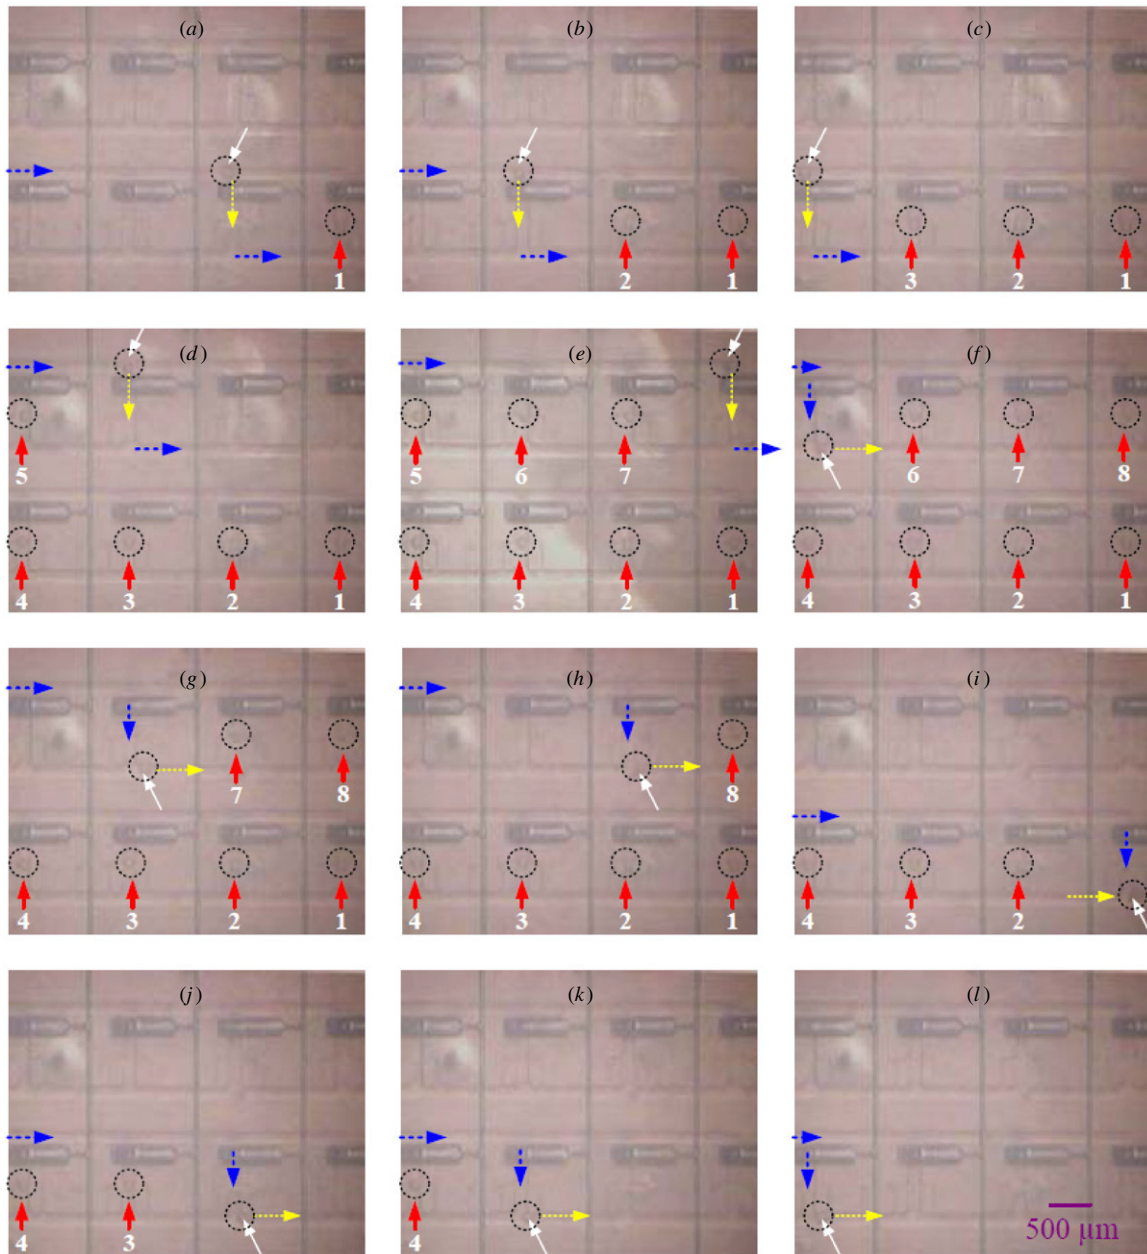 (a) (b) (c)
1 2 1 3 2 1
(d) (e) (f)
5 5 6 7 6 7 8
4 3 2 1 4 3 2 1 4 3 2 1
(g) (h) (i)
7 8 8
4 3 2 1 4 3 2 1 4 3 2
(j) (k) (l)
4 3 4 500 µm